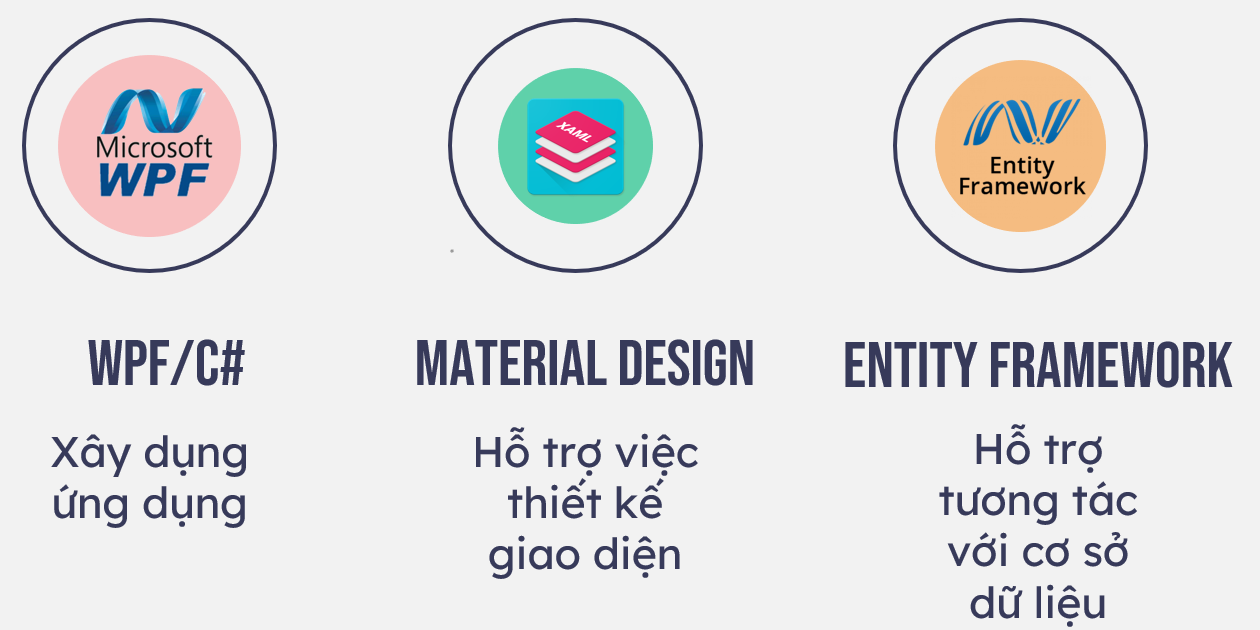 Microsoft
WPF
XAML
Entity
Framework
WPF/C#
MATERIAL DESIGN
ENTITY FRAMEWORK
Xây dụng
ứng dụng
Hỗ trợ việc
thiết kế
giao diện
Hỗ trợ
tương tác
với cơ sở
dữ liệu